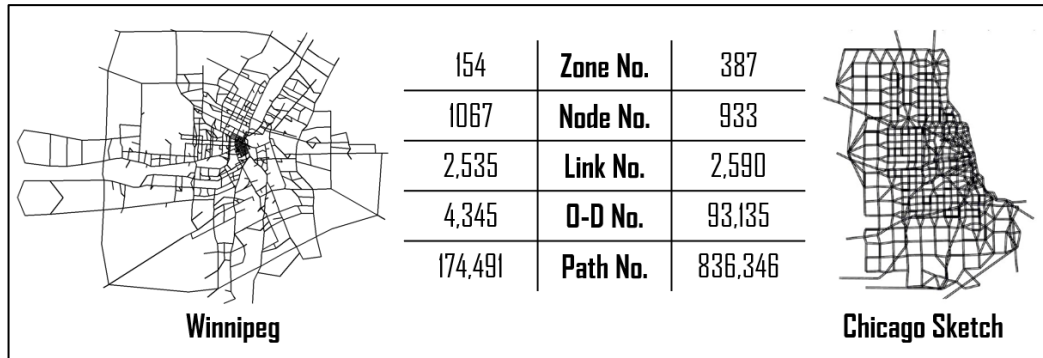 154 Zone No. 387
1067 Node No. 933
2,535 Link No. 2,590
4,345 O-D No. 93,135
174,491 Path No. 836,346
Winnipeg Chicago Sketch